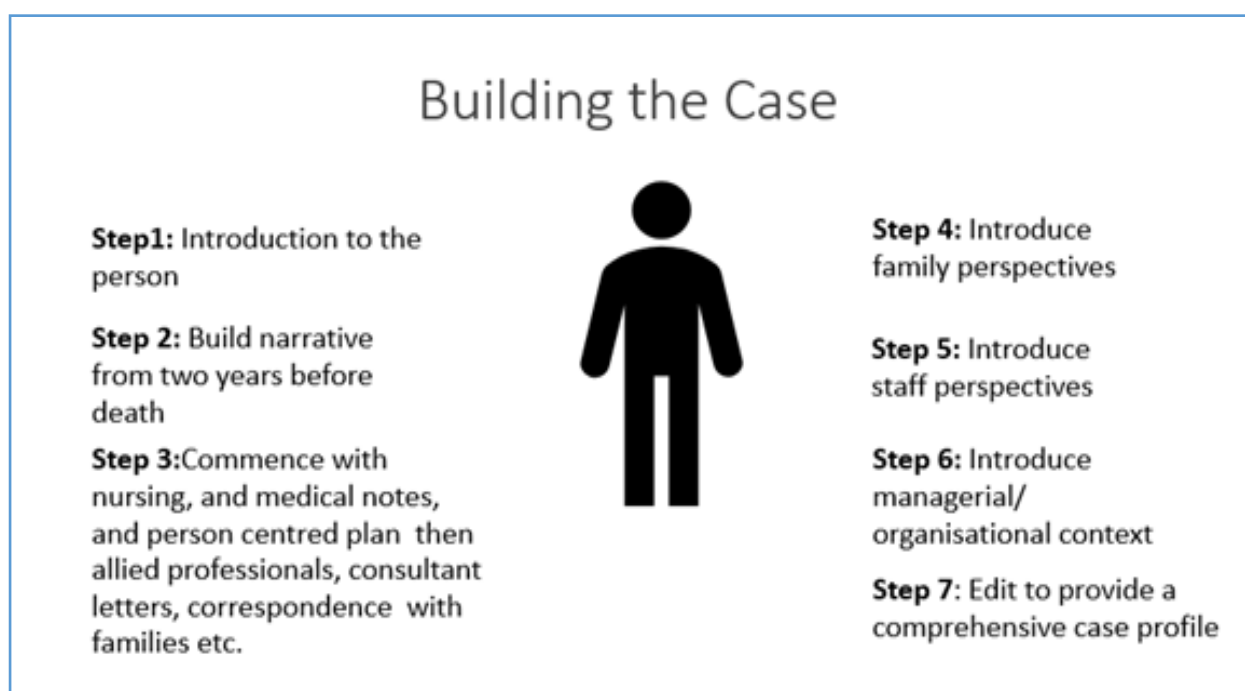 Building the Case
Step1: Introduction to the
person
Step 2: Build narrative
from two years before
death
Step 3:Commence with
nursing, and medical notes,
and person centred plan then
allied professionals, consultant
letters, correspondence with
families etc.
Step 4: Introduce
family perspectives
Step 5: Introduce
staff perspectives
Step 6: Introduce
managerial/
organisational context
Step 7: Edit to provide a
comprehensive case profile